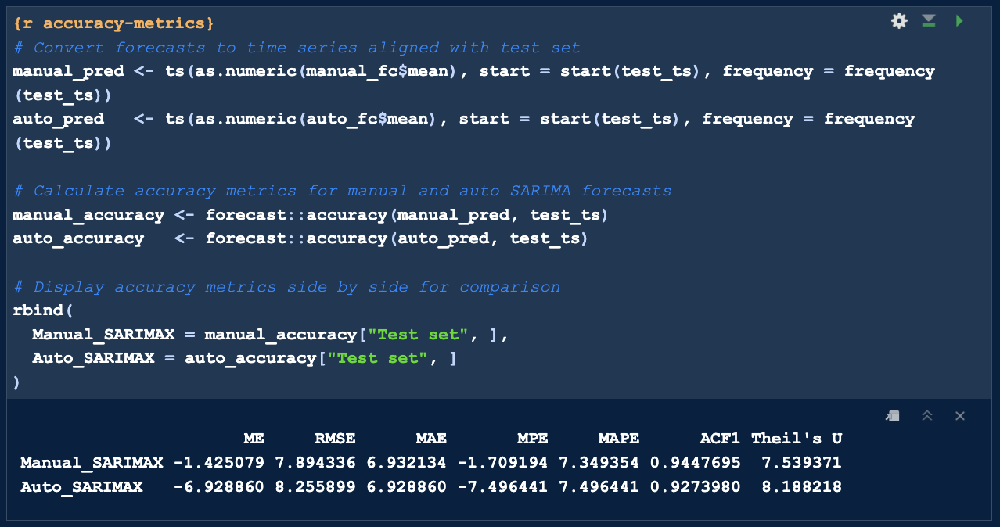 {r accuracy-metrics}
# Convert forecasts to time series aligned with test set
manual_pred <- ts(as.numeric(manual_fc$mean), start = start(test_ts), frequency = frequency
(test_ts))
auto_pred   <- ts(as.numeric(auto_fc$mean), start = start(test_ts), frequency = frequency
(test_ts))
# Calculate accuracy metrics for manual and auto SARIMA forecasts
manual_accuracy <- forecast::accuracy(manual_pred, test_ts)
auto_accuracy   <- forecast::accuracy(auto_pred, test_ts)
# Display accuracy metrics side by side for comparison
rbind(
  Manual_SARIMAX = manual_accuracy["Test set", ],
  Auto_SARIMAX = auto_accuracy["Test set", ]
)
                      ME     RMSE      MAE       MPE     MAPE      ACF1 Theil's U
Manual_SARIMAX -1.425079 7.894336 6.932134 -1.709194 7.349354 0.9447695  7.539371
Auto_SARIMAX   -6.928860 8.255899 6.928860 -7.496441 7.496441 0.9273980  8.188218